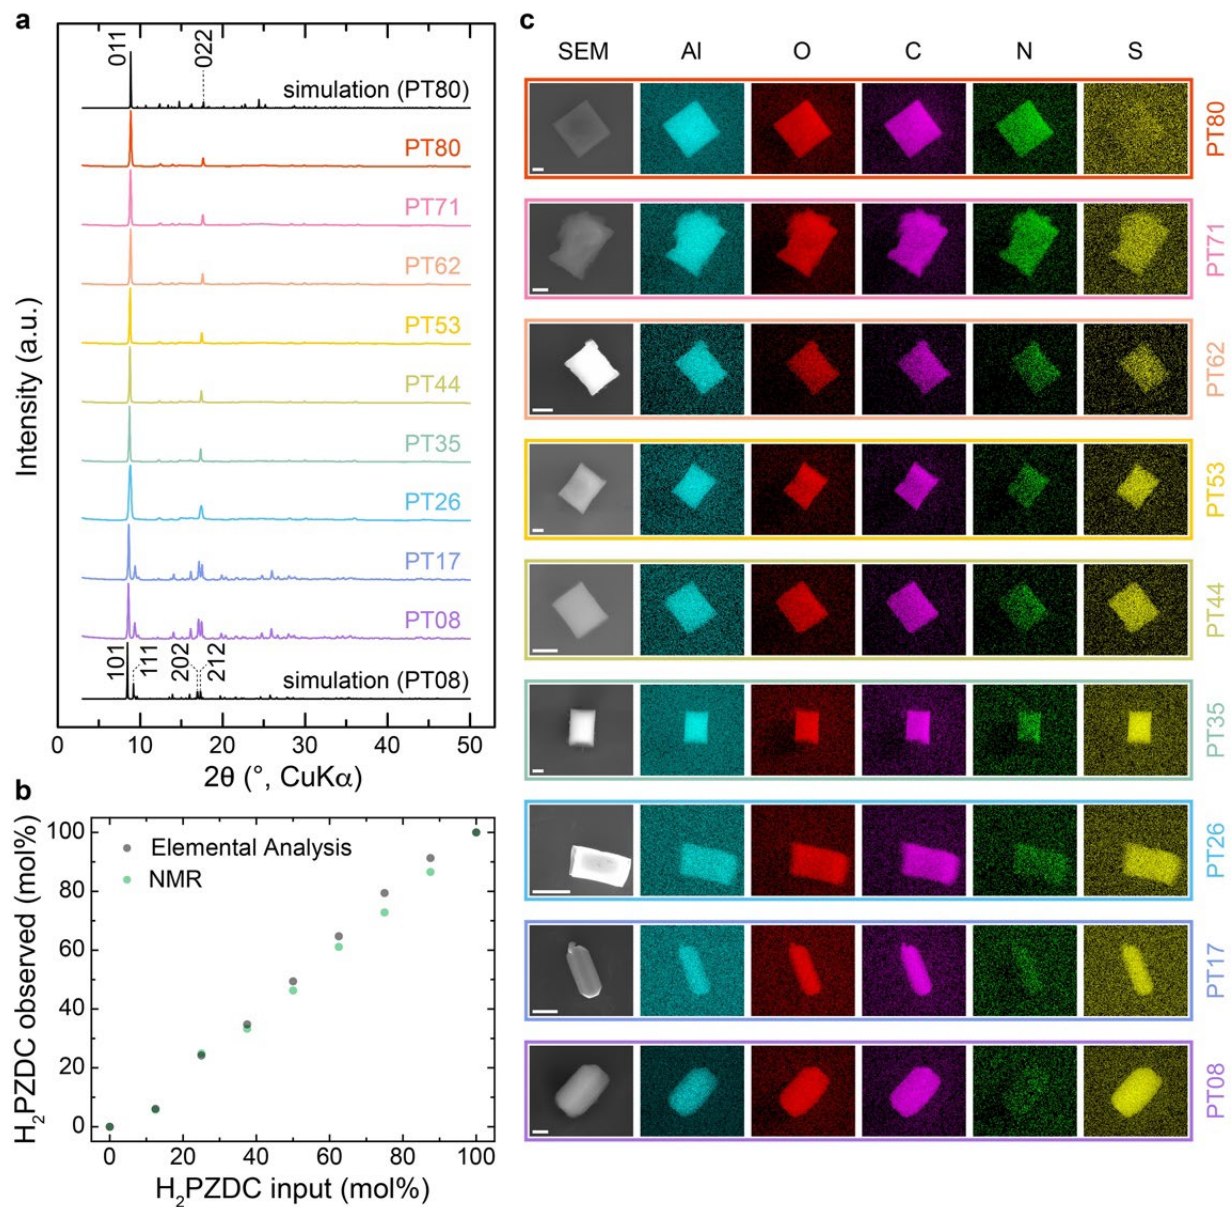 a
011
022
simulation (PT80)
PT80
PT71
PT62
PT53
PT44
PT35
PT26
PT17
PT08
101
111
202
212
simulation (PT08)
Intensity (a.u.)
0 10 20 30 40 50
2θ (°, CuKα)
b
Elemental Analysis
NMR
100
80
60
40
20
0
H₂PZDC observed (mol%)
0 20 40 60 80 100
H₂PZDC input (mol%)
c
SEM Al O C N S
PT80
PT71
PT62
PT53
PT44
PT35
PT26
PT17
PT08